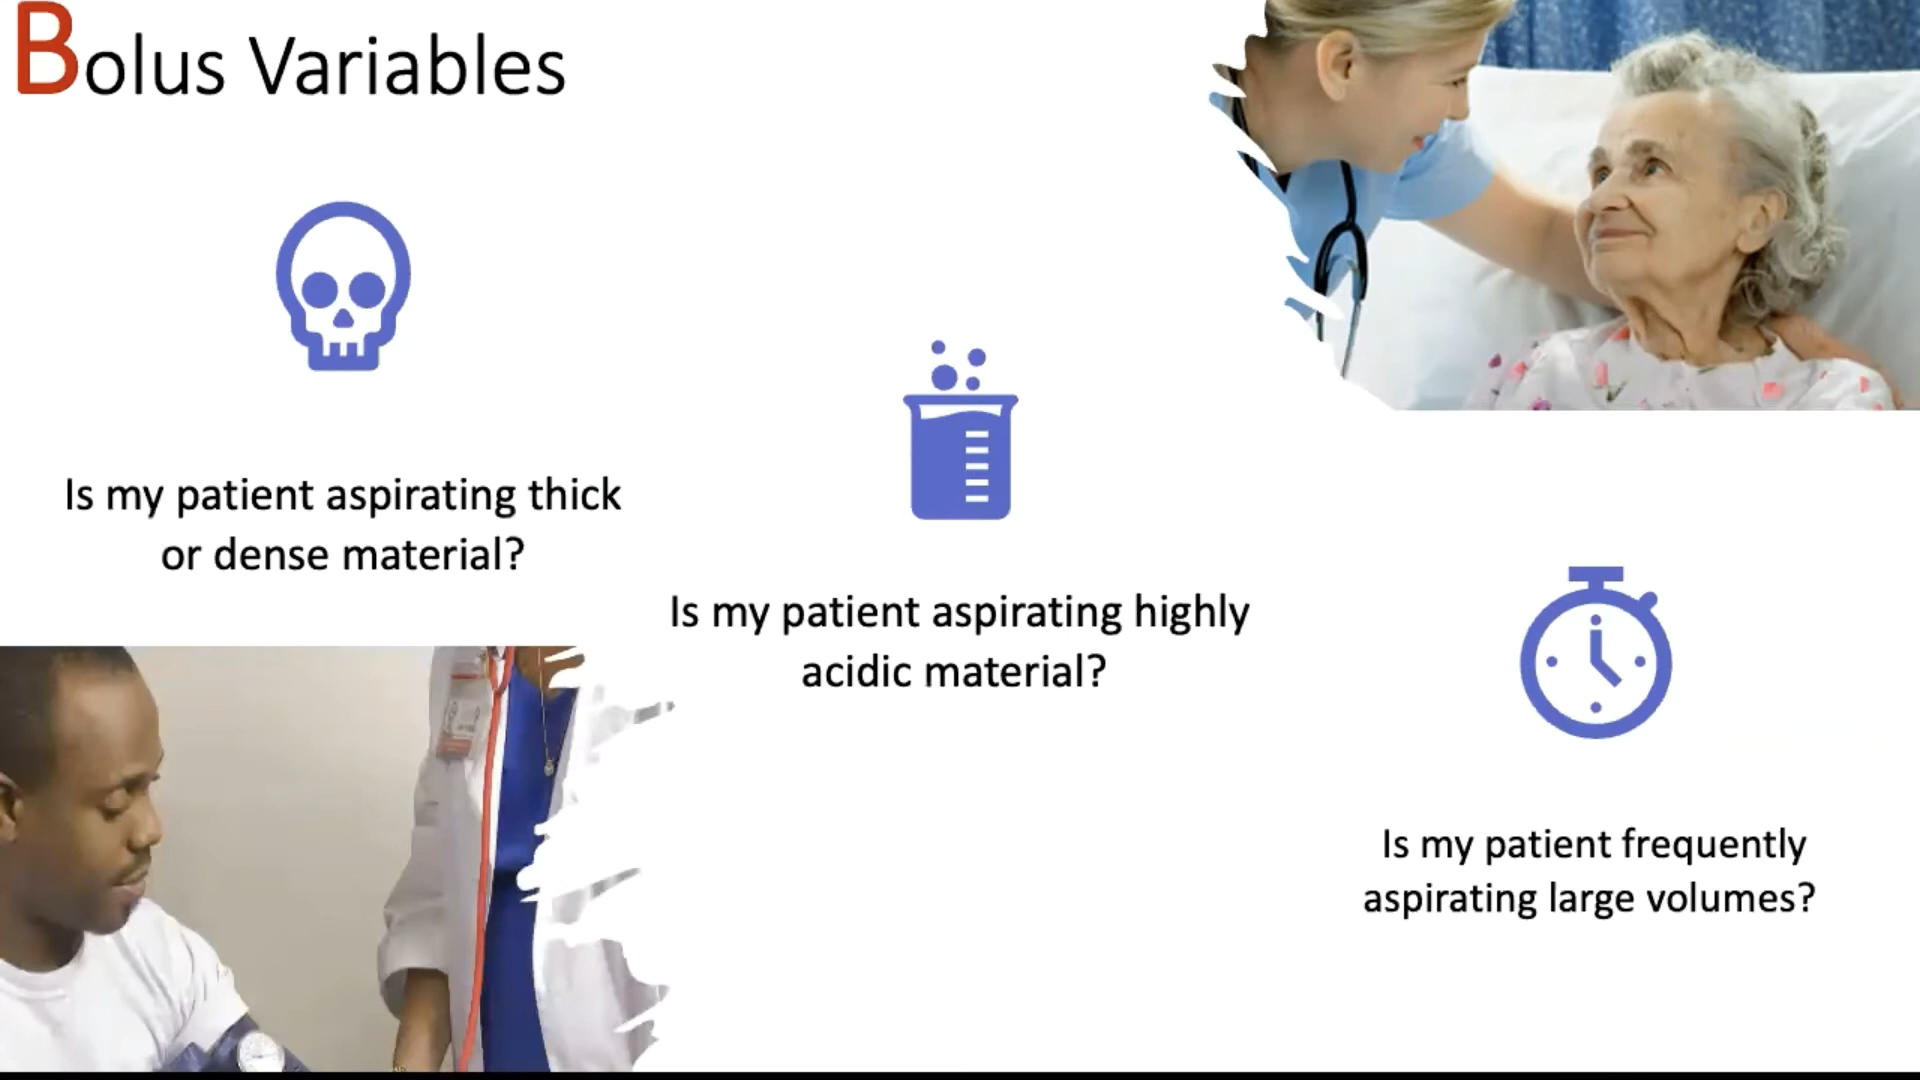 Bolus Variables
Is my patient aspirating thick
or dense material?
Is my patient aspirating highly
acidic material?
Is my patient frequently
aspirating large volumes?